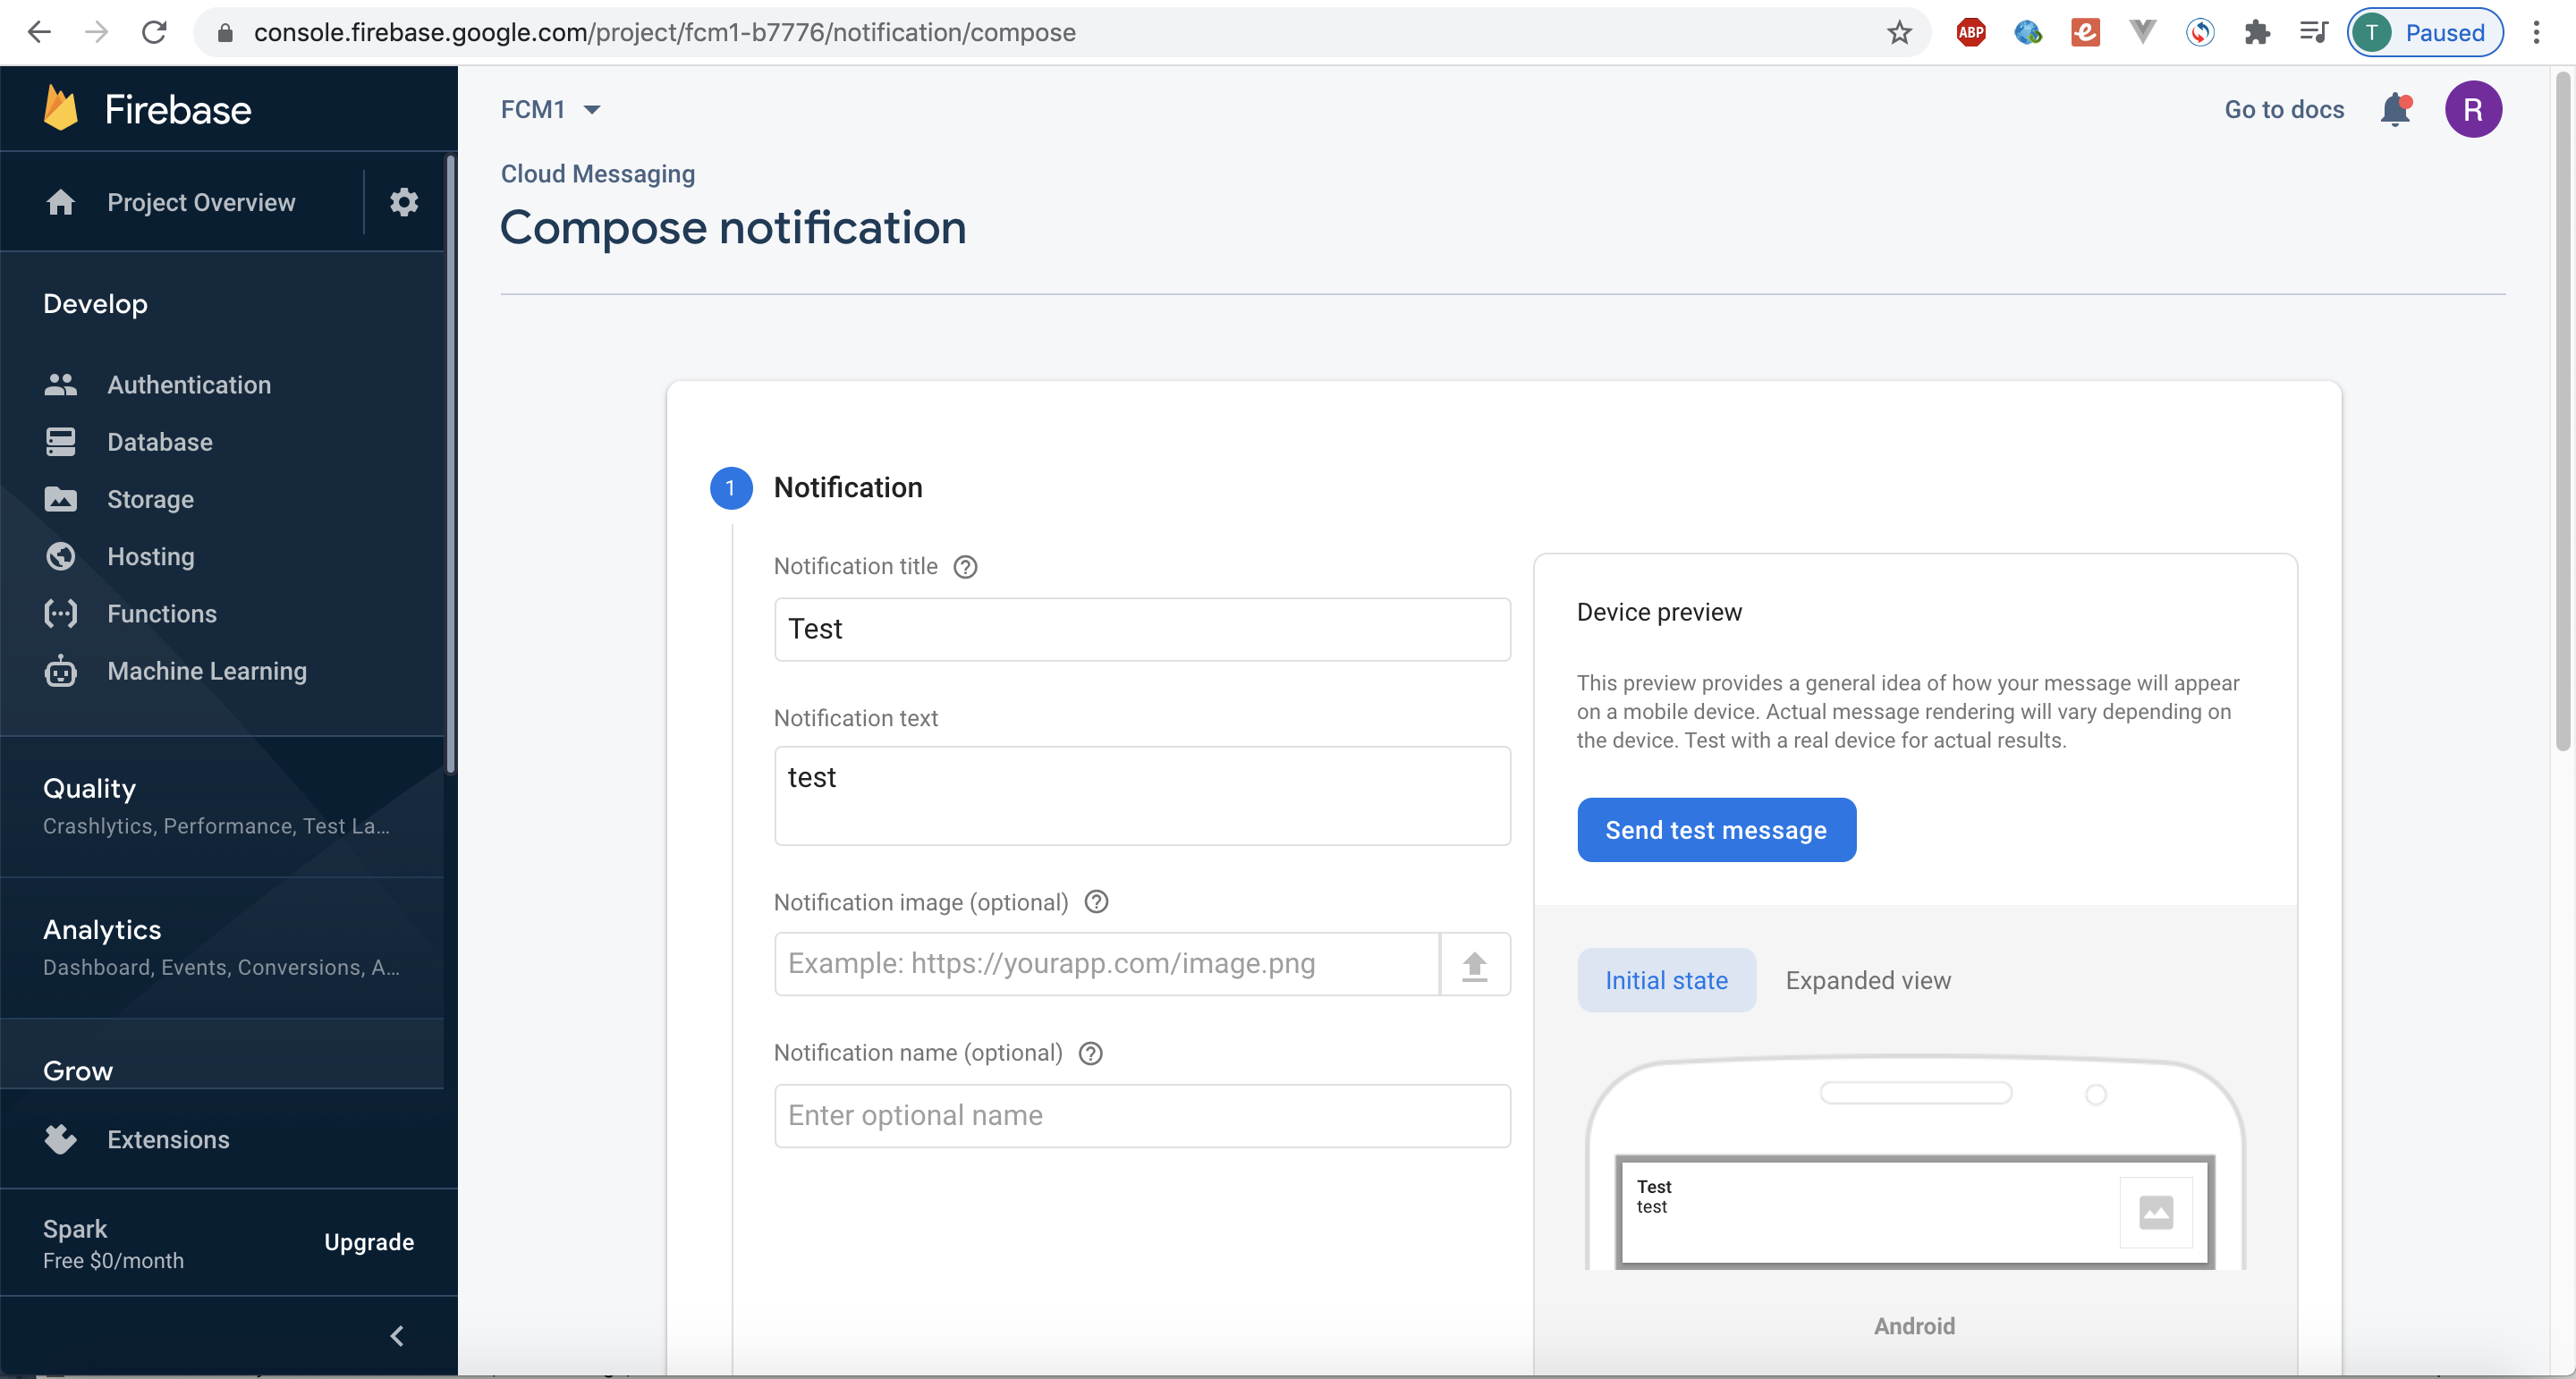 console.firebase.google.com/project/fcm1-b7776/notification/compose
ABP
T Paused
Firebase
FCM1
Go to docs
R
Project Overview
Cloud Messaging
Compose notification
Develop
Authentication
Database
Storage
Hosting
Functions
Machine Learning
Quality
Crashlytics, Performance, Test La...
Analytics
Dashboard, Events, Conversions, A...
Grow
Extensions
Spark
Free $0/month
Upgrade
1 Notification
Notification title
Test
Notification text
test
Notification image (optional)
Example: https://yourapp.com/image.png
Notification name (optional)
Enter optional name
Device preview
This preview provides a general idea of how your message will appear
on a mobile device. Actual message rendering will vary depending on
the device. Test with a real device for actual results.
Send test message
Initial state
Expanded view
Test
test
Android